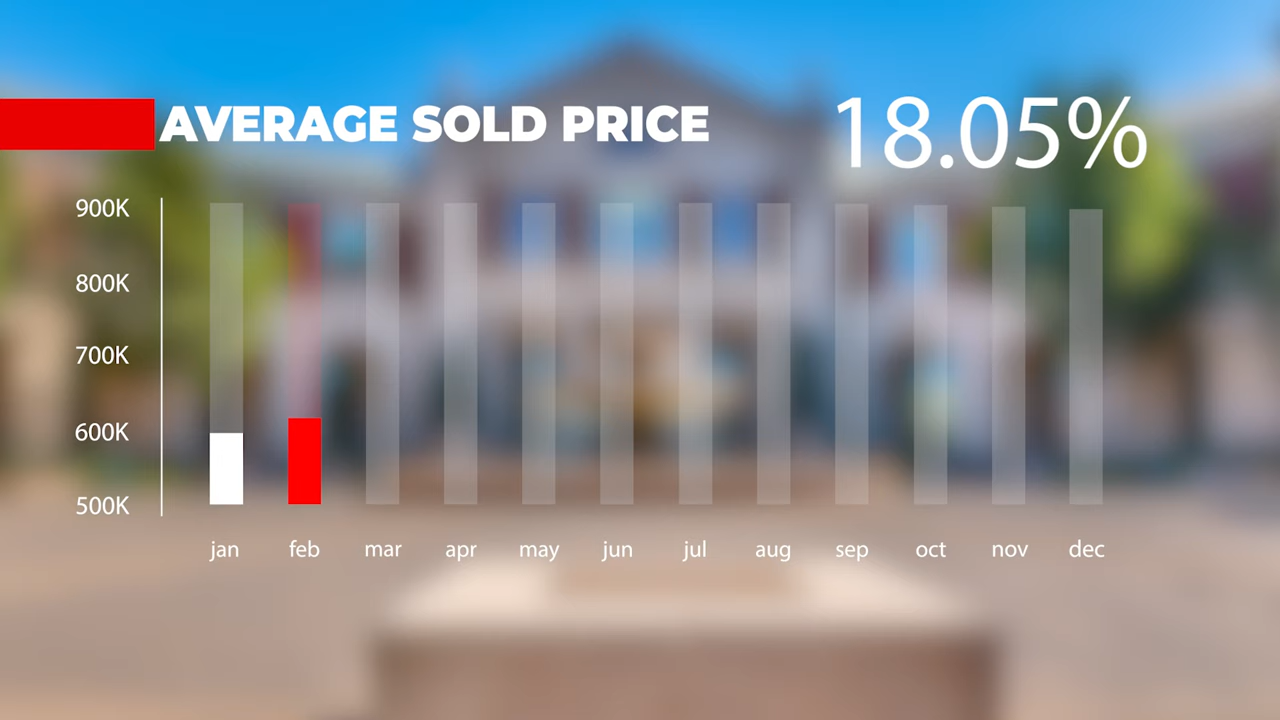 AVERAGE SOLD PRICE
18.05%
900K
800K
700K
600K
500K
jan feb mar apr may jun jul aug sep oct nov dec